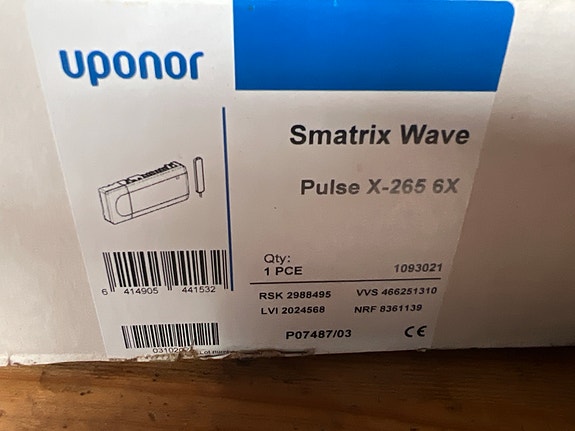 uponor
Smatrix Wave
Pulse X-265 6X
Qty:
1 PCE
1093021
6 414905 441532
RSK 2988495 VVS 466251310
LVI 2024568 NRF 8361139
P07487/03 CE